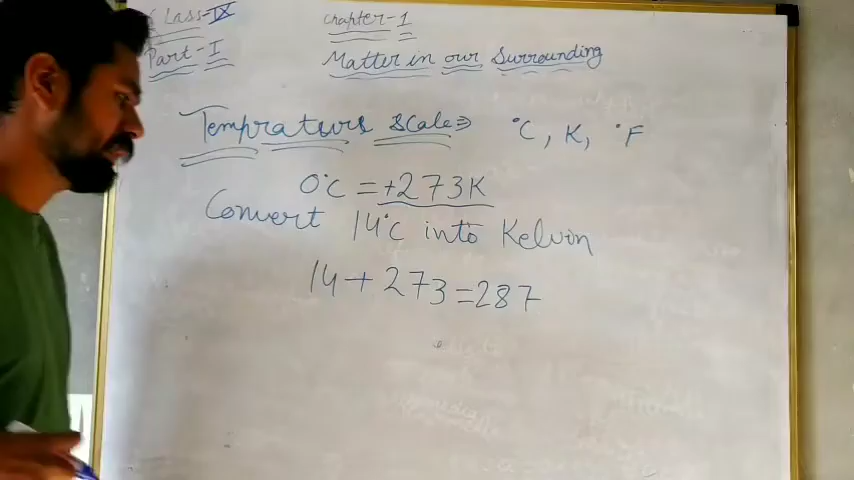 Class-IX
Chapter-1
Part-I
Matter in our Surrounding
Tempratures Scale⇒ °C, K, °F
0°C = +273K
Convert 14°C into Kelvin
14 + 273 = 287